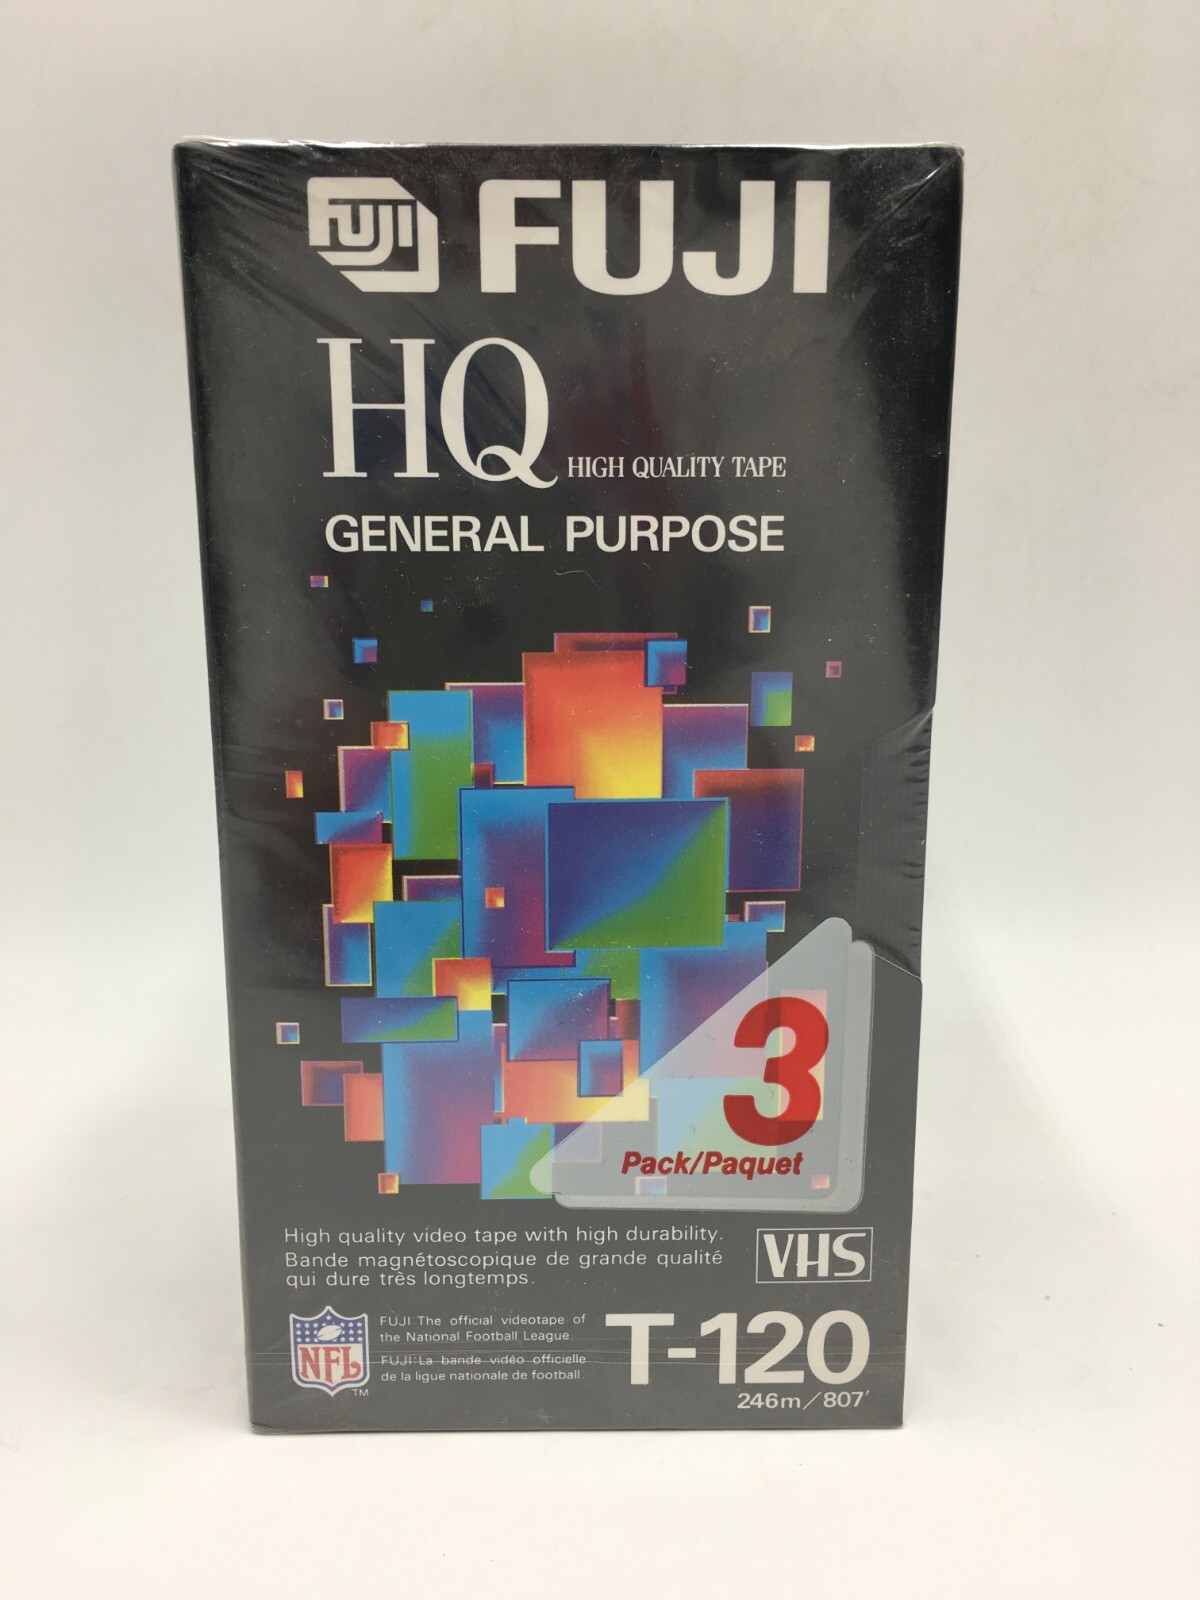 FUJI FUJI
HQ HIGH QUALITY TAPE
GENERAL PURPOSE
3
Pack/Paquet
High quality video tape with high durability.
Bande magnétoscopique de grande qualité
qui dure très longtemps.
VHS
NFL
TM
FUJI: The official videotape of
the National Football League.
FUJI: La bande vidéo officielle
de la ligue nationale de football.
T-120
246m/807'